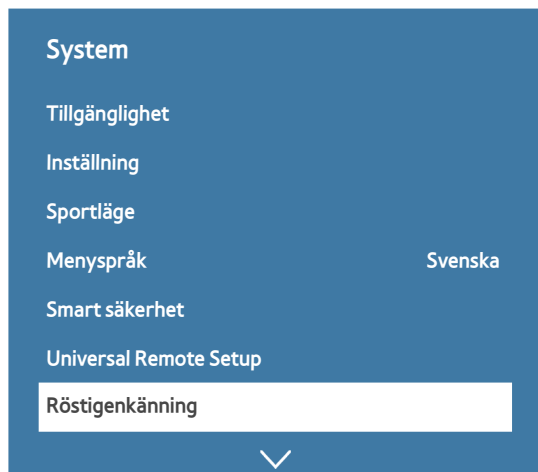 System
Tillgänglighet
Inställning
Sportläge
Menyspråk Svenska
Smart säkerhet
Universal Remote Setup
Röstigenkänning